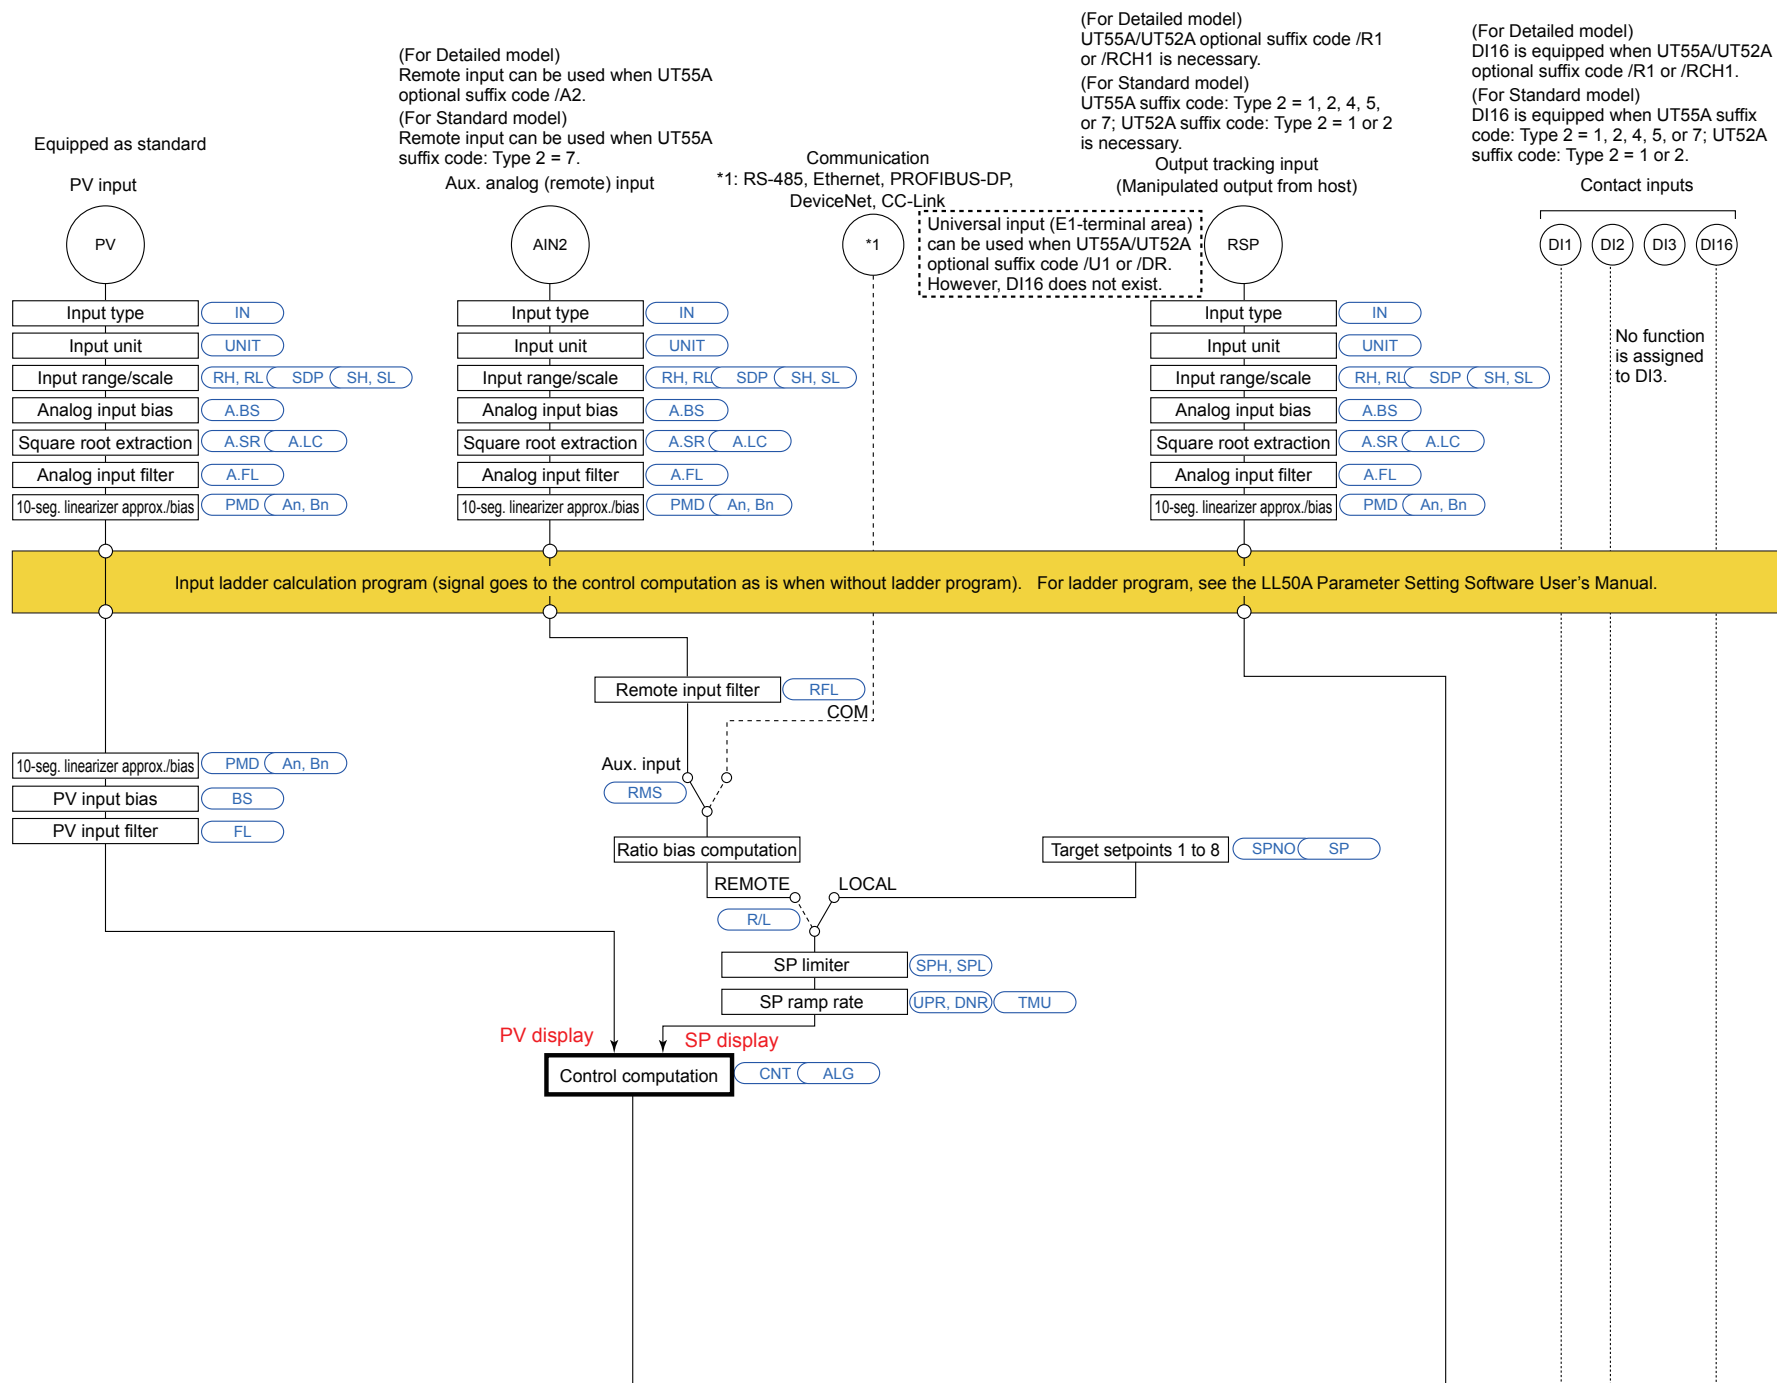 (For Detailed model)
UT55A/UT52A optional suffix code /R1
or /RCH1 is necessary.
(For Standard model)
UT55A suffix code: Type 2 = 1, 2, 4, 5,
or 7; UT52A suffix code: Type 2 = 1 or 2
is necessary.
(For Detailed model)
DI16 is equipped when UT55A/UT52A
optional suffix code /R1 or /RCH1.
(For Standard model)
DI16 is equipped when UT55A suffix
code: Type 2 = 1, 2, 4, 5, or 7; UT52A
suffix code: Type 2 = 1 or 2.
(For Detailed model)
Remote input can be used when UT55A
optional suffix code /A2.
(For Standard model)
Remote input can be used when UT55A
suffix code: Type 2 = 7.
Equipped as standard
PV input
Aux. analog (remote) input
Communication
*1: RS-485, Ethernet, PROFIBUS-DP,
DeviceNet, CC-Link
Output tracking input
(Manipulated output from host)
Contact inputs
PV
AIN2
*1
Universal input (E1-terminal area)
can be used when UT55A/UT52A
optional suffix code /U1 or /DR.
However, DI16 does not exist.
RSP
DI1 DI2 DI3 DI16
Input type IN
Input type IN
Input type IN
Input unit UNIT
Input unit UNIT
Input unit UNIT
No function
is assigned
to DI3.
Input range/scale RH, RL SDP SH, SL
Input range/scale RH, RL SDP SH, SL
Input range/scale RH, RL SDP SH, SL
Analog input bias A.BS
Analog input bias A.BS
Analog input bias A.BS
Square root extraction A.SR A.LC
Square root extraction A.SR A.LC
Square root extraction A.SR A.LC
Analog input filter A.FL
Analog input filter A.FL
Analog input filter A.FL
10-seg. linearizer approx./bias PMD An, Bn
10-seg. linearizer approx./bias PMD An, Bn
10-seg. linearizer approx./bias PMD An, Bn
Input ladder calculation program (signal goes to the control computation as is when without ladder program). For ladder program, see the LL50A Parameter Setting Software User's Manual.
Remote input filter RFL
COM
10-seg. linearizer approx./bias PMD An, Bn
Aux. input
RMS
PV input bias BS
PV input filter FL
Ratio bias computation
Target setpoints 1 to 8 SPNO SP
REMOTE LOCAL
R/L
SP limiter SPH, SPL
SP ramp rate UPR, DNR TMU
PV display SP display
Control computation CNT ALG